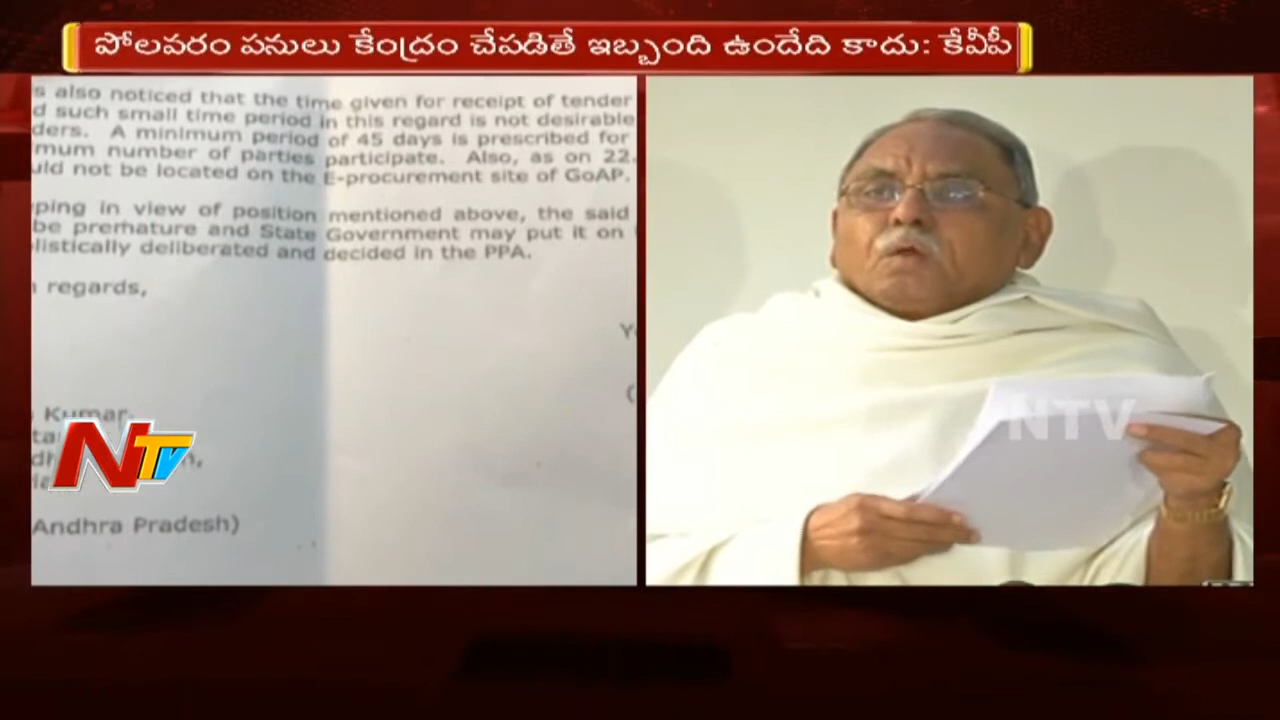 పోలవరం పనులు కేంద్రం చేపడితే ఇబ్బంది ఉండేది కాదు: కేవీపీ
s also noticed that the time given for receipt of tender
d such small time period in this regard is not desirable
ders. A minimum period of 45 days is prescribed for
mum number of parties participate. Also, as on 22.
uld not be located on the E-procurement site of GoAP.
ping in view of position mentioned above, the said
be premature and State Government may put it on
listically deliberated and decided in the PPA.
regards,
Kumar,
Andhra Pradesh)
NTV
NTV